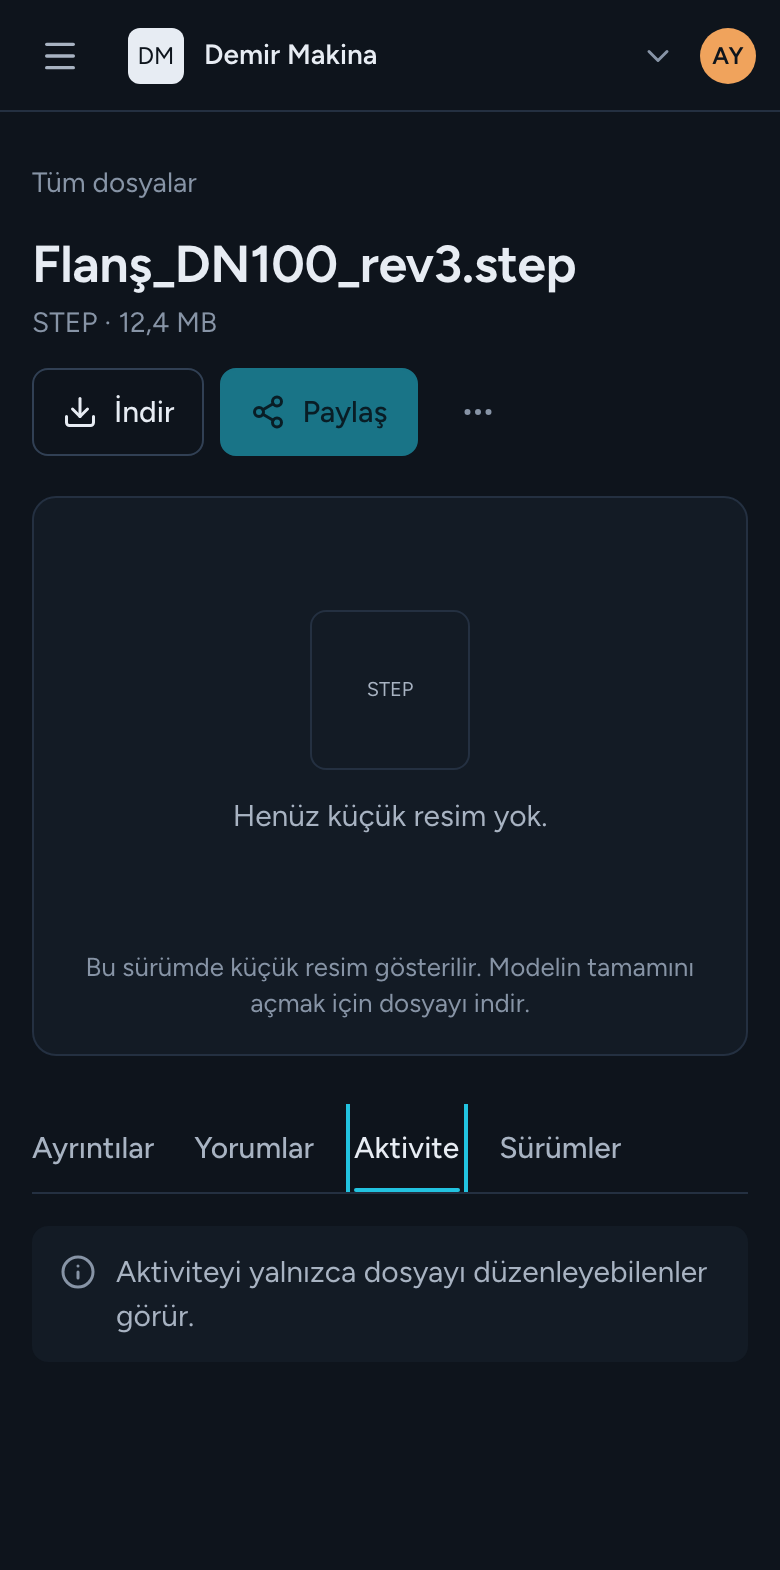 DM Demir Makina AY
Tüm dosyalar
Flanş_DN100_rev3.step
STEP · 12,4 MB
İndir Paylaş
STEP
Henüz küçük resim yok.
Bu sürümde küçük resim gösterilir. Modelin tamamını
açmak için dosyayı indir.
Ayrıntılar Yorumlar Aktivite Sürümler
Aktiviteyi yalnızca dosyayı düzenleyebilenler
görür.